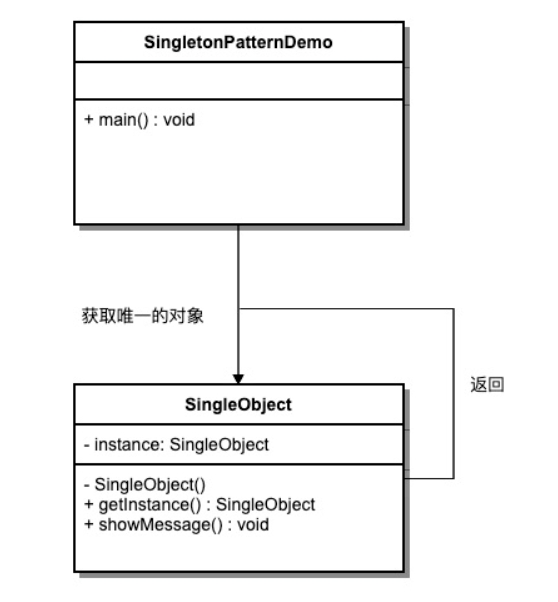 SingletonPatternDemo
+ main() : void
获取唯一的对象
返回
SingleObject
- instance: SingleObject
- SingleObject()
+ getInstance() : SingleObject
+ showMessage() : void